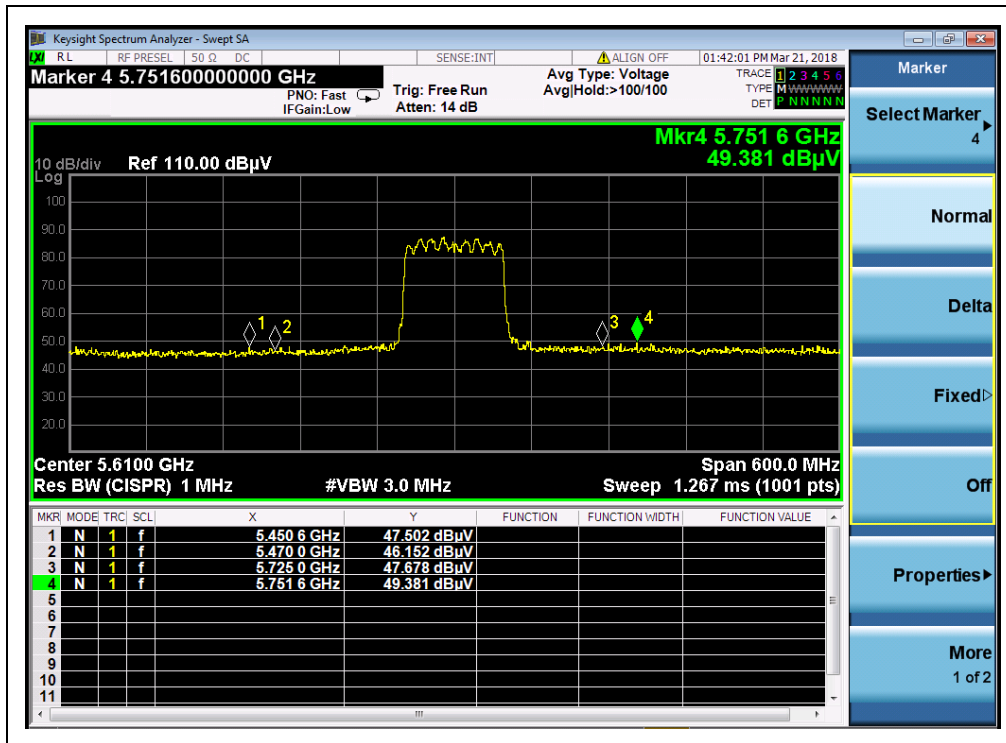 Keysight Spectrum Analyzer - Swept SA
LXI RL RF PRESEL 50 Ω DC SENSE:INT ALIGN OFF 01:42:01 PM Mar 21, 2018
Marker 4 5.751600000000 GHz
PNO: Fast
IFGain:Low
Trig: Free Run
Atten: 14 dB
Avg Type: Voltage
Avg|Hold:>100/100
TRACE 1 2 3 4 5 6
TYPE M WWWWW
DET P N N N N N
Mkr4 5.751 6 GHz
49.381 dBµV
10 dB/div Ref 110.00 dBµV
Log
100
90.0
80.0
70.0
60.0
50.0
40.0
30.0
20.0
1
2
3
4
Center 5.6100 GHz Span 600.0 MHz
Res BW (CISPR) 1 MHz #VBW 3.0 MHz Sweep 1.267 ms (1001 pts)
MKR MODE TRC SCL X Y FUNCTION FUNCTION WIDTH FUNCTION VALUE
1 N 1 f 5.450 6 GHz 47.502 dBµV
2 N 1 f 5.470 0 GHz 46.152 dBµV
3 N 1 f 5.725 0 GHz 47.678 dBµV
4 N 1 f 5.751 6 GHz 49.381 dBµV
5
6
7
8
9
10
11
Marker
Select Marker
4
Normal
Delta
Fixed
Off
Properties
More
1 of 2